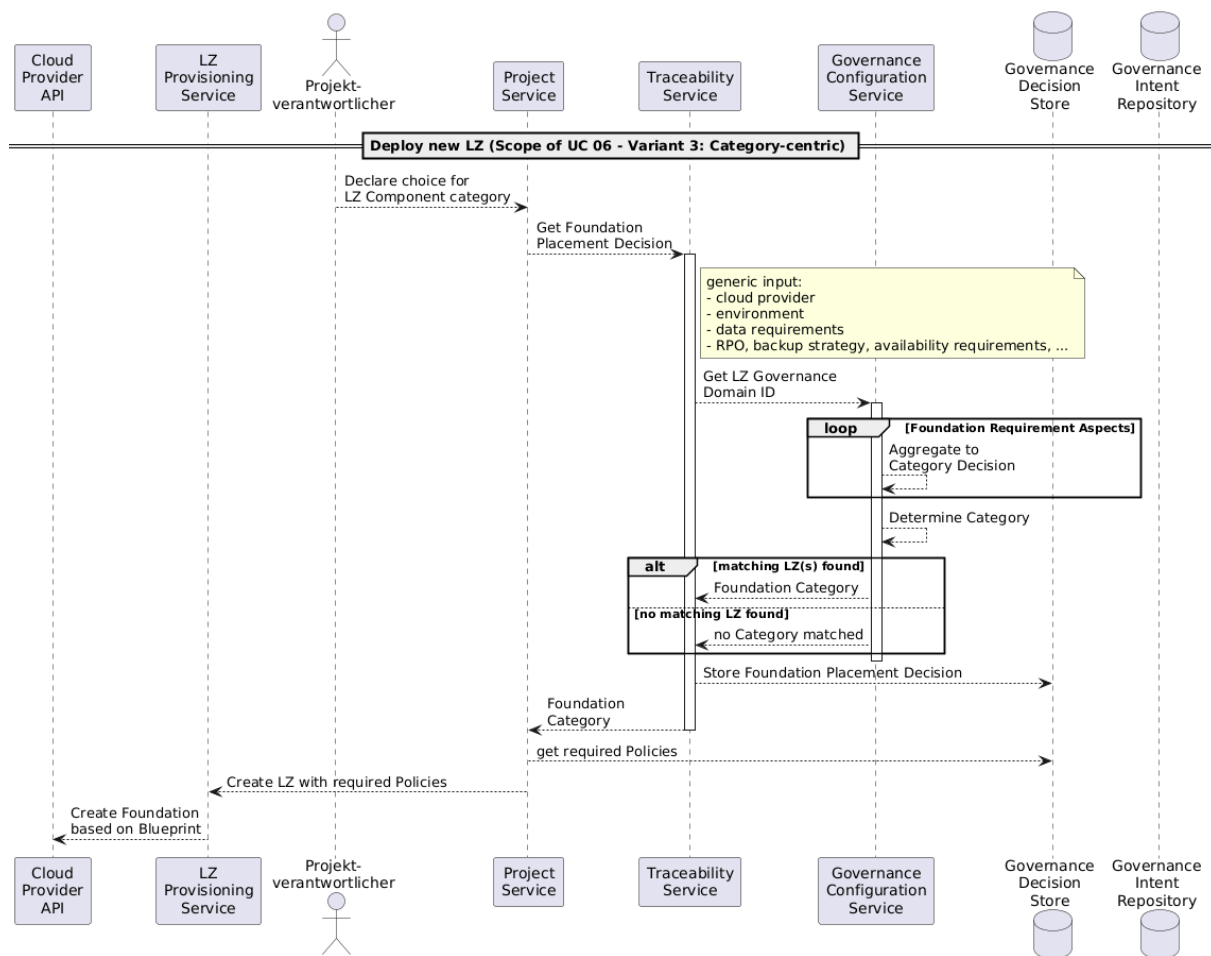 Cloud
Provider
API
LZ
Provisioning
Service
Projekt-
verantwortlicher
Project
Service
Traceability
Service
Governance
Configuration
Service
Governance
Decision
Store
Governance
Intent
Repository
Deploy new LZ (Scope of UC 06 - Variant 3: Category-centric)
Declare choice for
LZ Component category
Get Foundation
Placement Decision
generic input:
- cloud provider
- environment
- data requirements
- RPO, backup strategy, availability requirements, ...
Get LZ Governance
Domain ID
loop [Foundation Requirement Aspects]
Aggregate to
Category Decision
Determine Category
alt [matching LZ(s) found]
Foundation Category
[no matching LZ found]
no Category matched
Store Foundation Placement Decision
Foundation
Category
get required Policies
Create LZ with required Policies
Create Foundation
based on Blueprint
Cloud
Provider
API
LZ
Provisioning
Service
Projekt-
verantwortlicher
Project
Service
Traceability
Service
Governance
Configuration
Service
Governance
Decision
Store
Governance
Intent
Repository